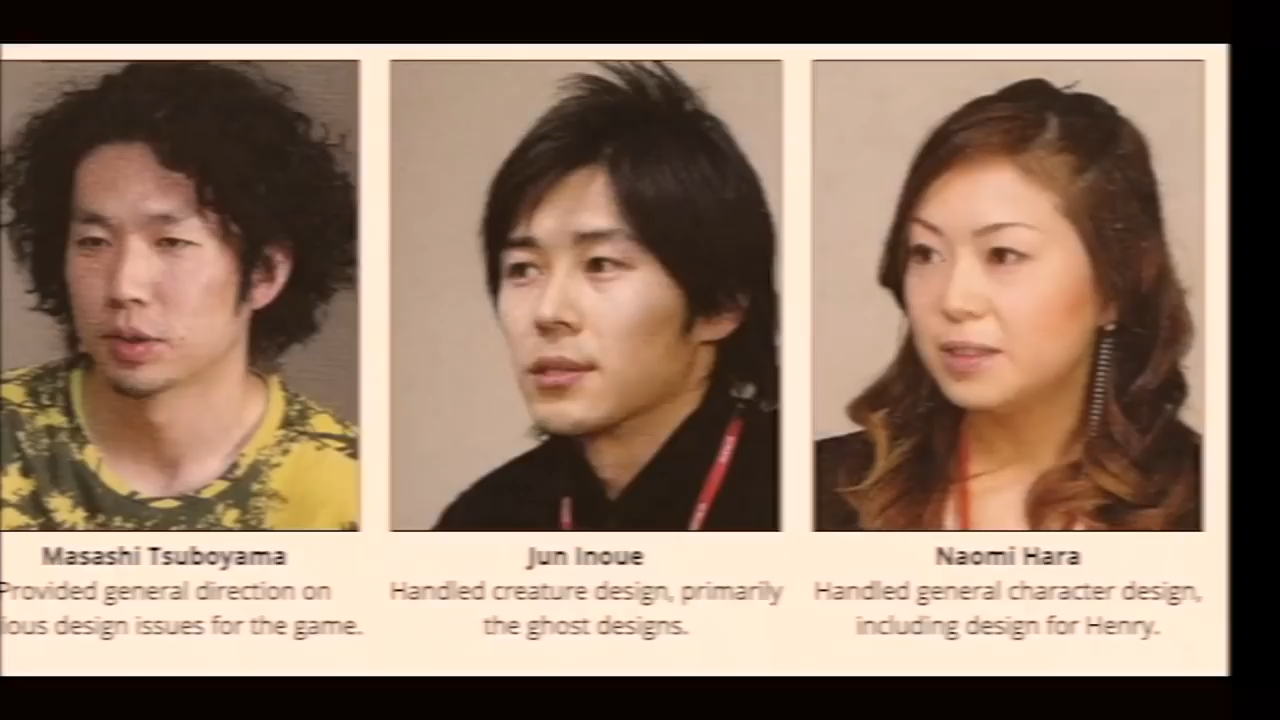 Masashi Tsuboyama
Provided general direction on
ious design issues for the game.
Jun Inoue
Handled creature design, primarily
the ghost designs.
Naomi Hara
Handled general character design,
including design for Henry.